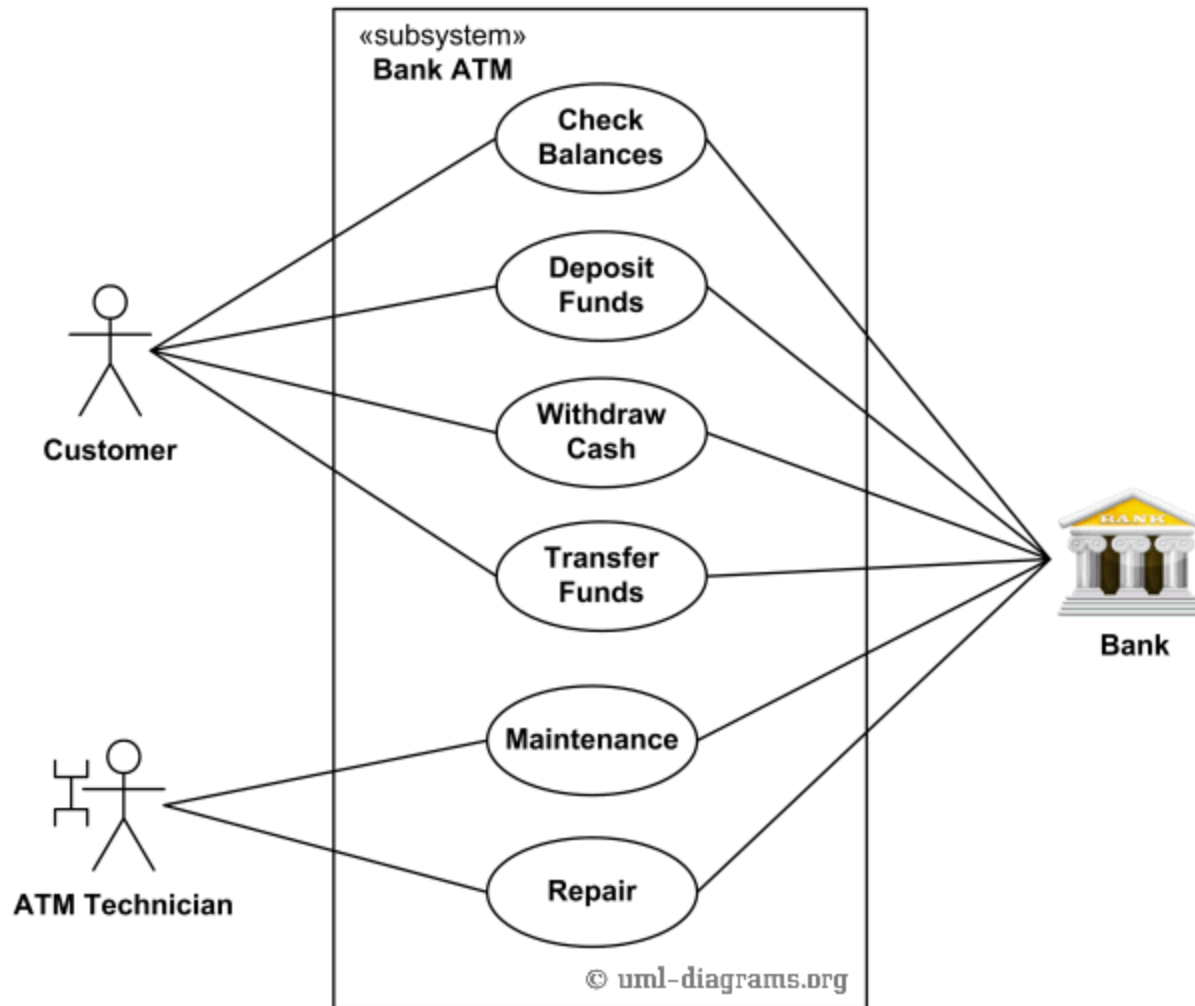 «subsystem»
Bank ATM
Check
Balances
Deposit
Funds
Customer
Withdraw
Cash
BANK
Transfer
Funds
Bank
Maintenance
ATM Technician
Repair
© uml-diagrams.org